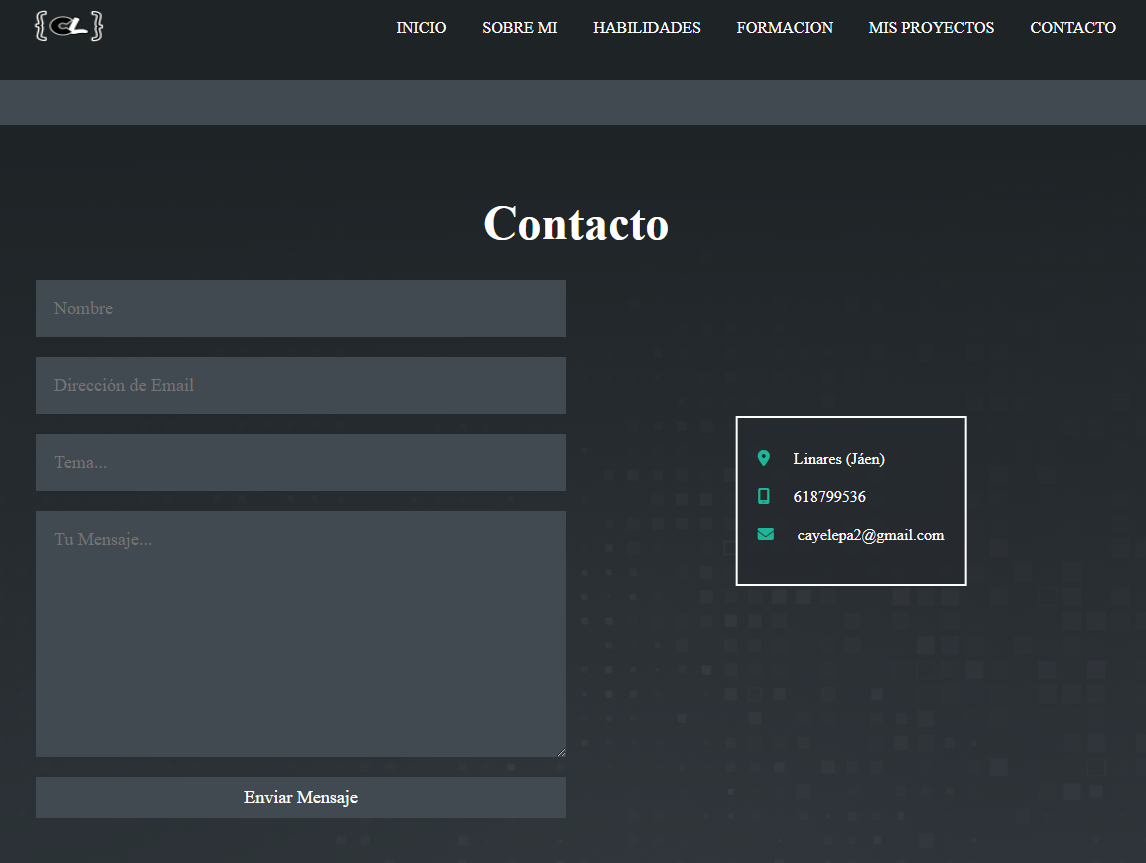 {CL}
INICIO SOBRE MI HABILIDADES FORMACION MIS PROYECTOS CONTACTO
Contacto
Nombre
Dirección de Email
Tema...
Tu Mensaje...
Enviar Mensaje
Linares (Jáen)
618799536
cayelepa2@gmail.com